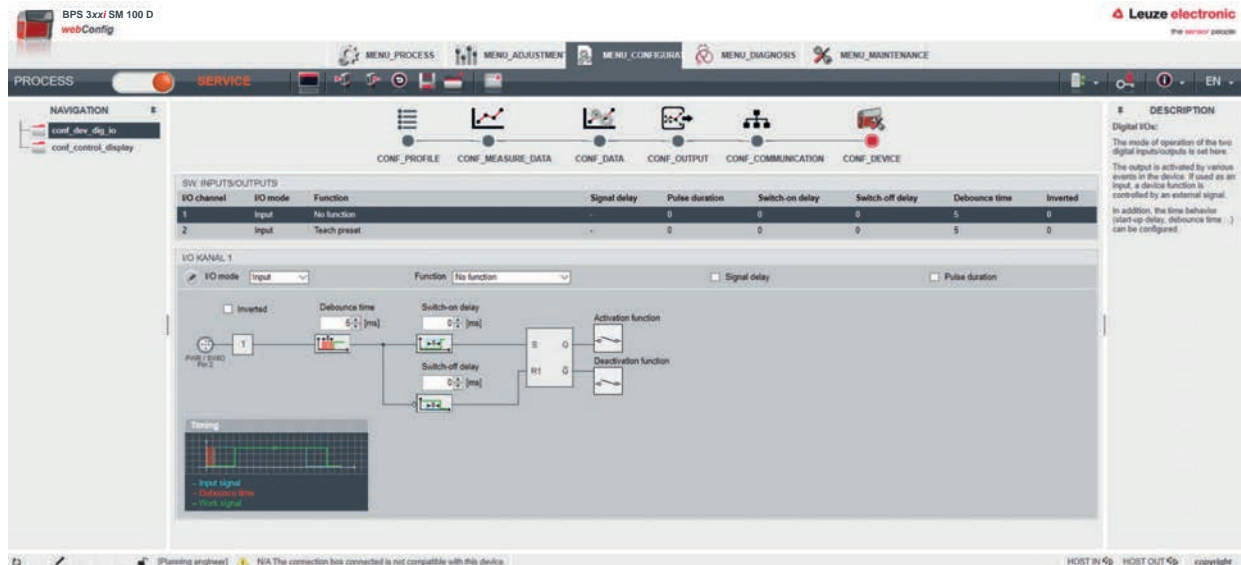 BPS 3xxi SM 100 D
webConfig
Leuze electronic
the sensor people
MENU_PROCESS
MENU_ADJUSTMEN
MENU_CONFIGURAT
MENU_DIAGNOSIS
MENU_MAINTENANCE
PROCESS
SERVICE
EN
NAVIGATION
conf_dev_dig_io
conf_control_display
CONF_PROFILE
CONF_MEASURE_DATA
CONF_DATA
CONF_OUTPUT
CONF_COMMUNICATION
CONF_DEVICE
SW. INPUTS/OUTPUTS
I/O channel I/O mode Function Signal delay Pulse duration Switch-on delay Switch-off delay Debounce time Inverted
1 Input No function - 0 0 0 5 0
2 Input Teach preset - 0 0 0 5 0
I/O KANAL 1
I/O mode Input
Function No function
Signal delay
Pulse duration
Inverted
Debounce time
5 [ms]
Switch-on delay
0 [ms]
Switch-off delay
0 [ms]
PWR / SWIO
Pin 2
1
S Q
R1 Q̅
Activation function
Deactivation function
Timing
– Input signal
– Debounce time
– Work signal
DESCRIPTION
Digital I/Os:
The mode of operation of the two
digital inputs/outputs is set here.
The output is activated by various
events in the device. If used as an
input, a device function is
controlled by an external signal.
In addition, the time behavior
(start-up delay, debounce time ...)
can be configured.
[Planning engineer]
N/A The connection box connected is not compatible with this device.
HOST IN
HOST OUT
copyright